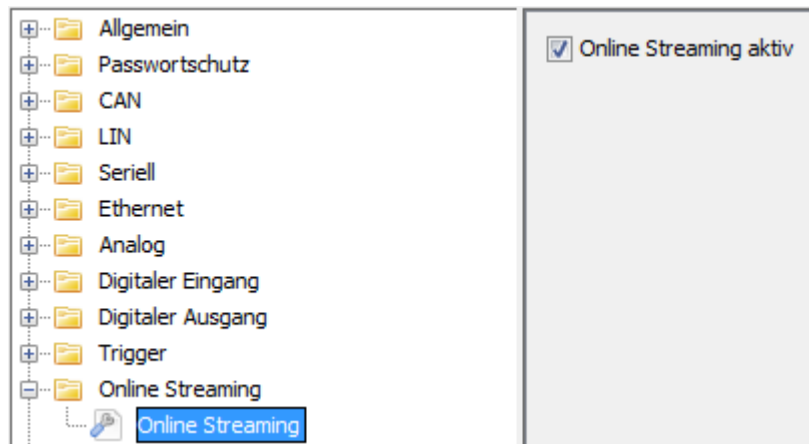 Allgemein
Passwortschutz
CAN
LIN
Seriell
Ethernet
Analog
Digitaler Eingang
Digitaler Ausgang
Trigger
Online Streaming
Online Streaming
Online Streaming aktiv